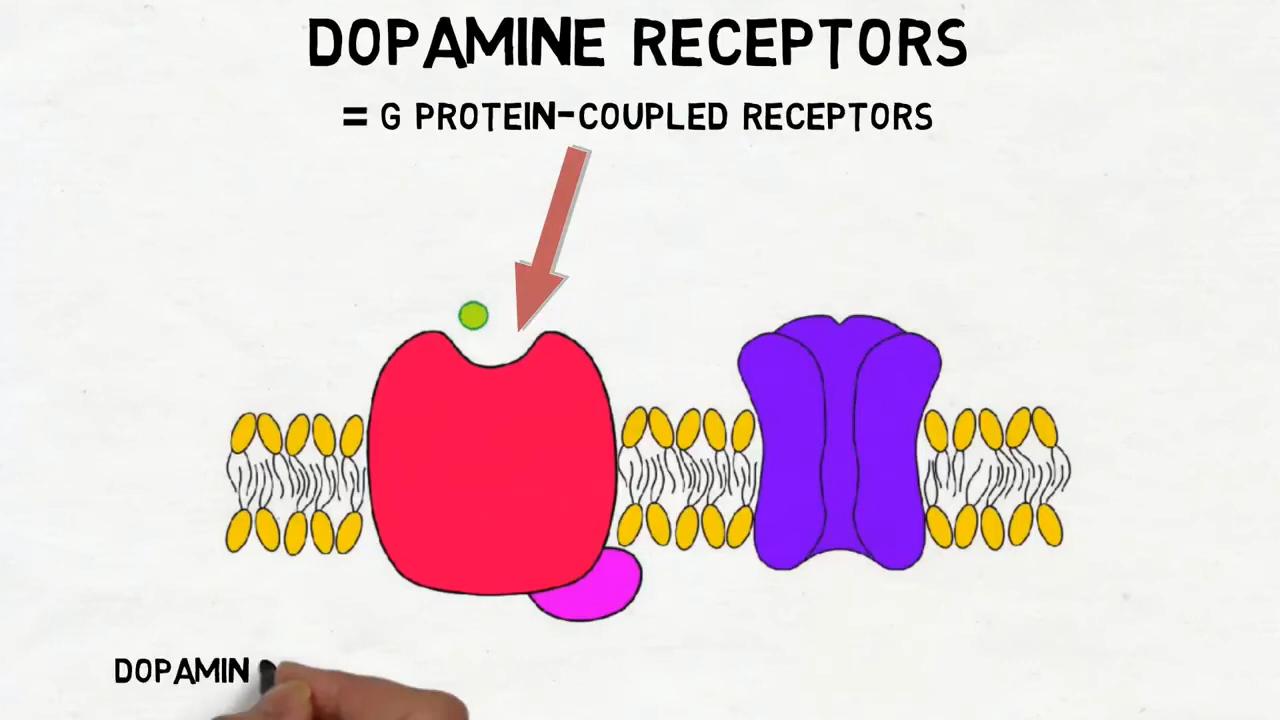 DOPAMINE RECEPTORS
= G PROTEIN-COUPLED RECEPTORS
DOPAMIN